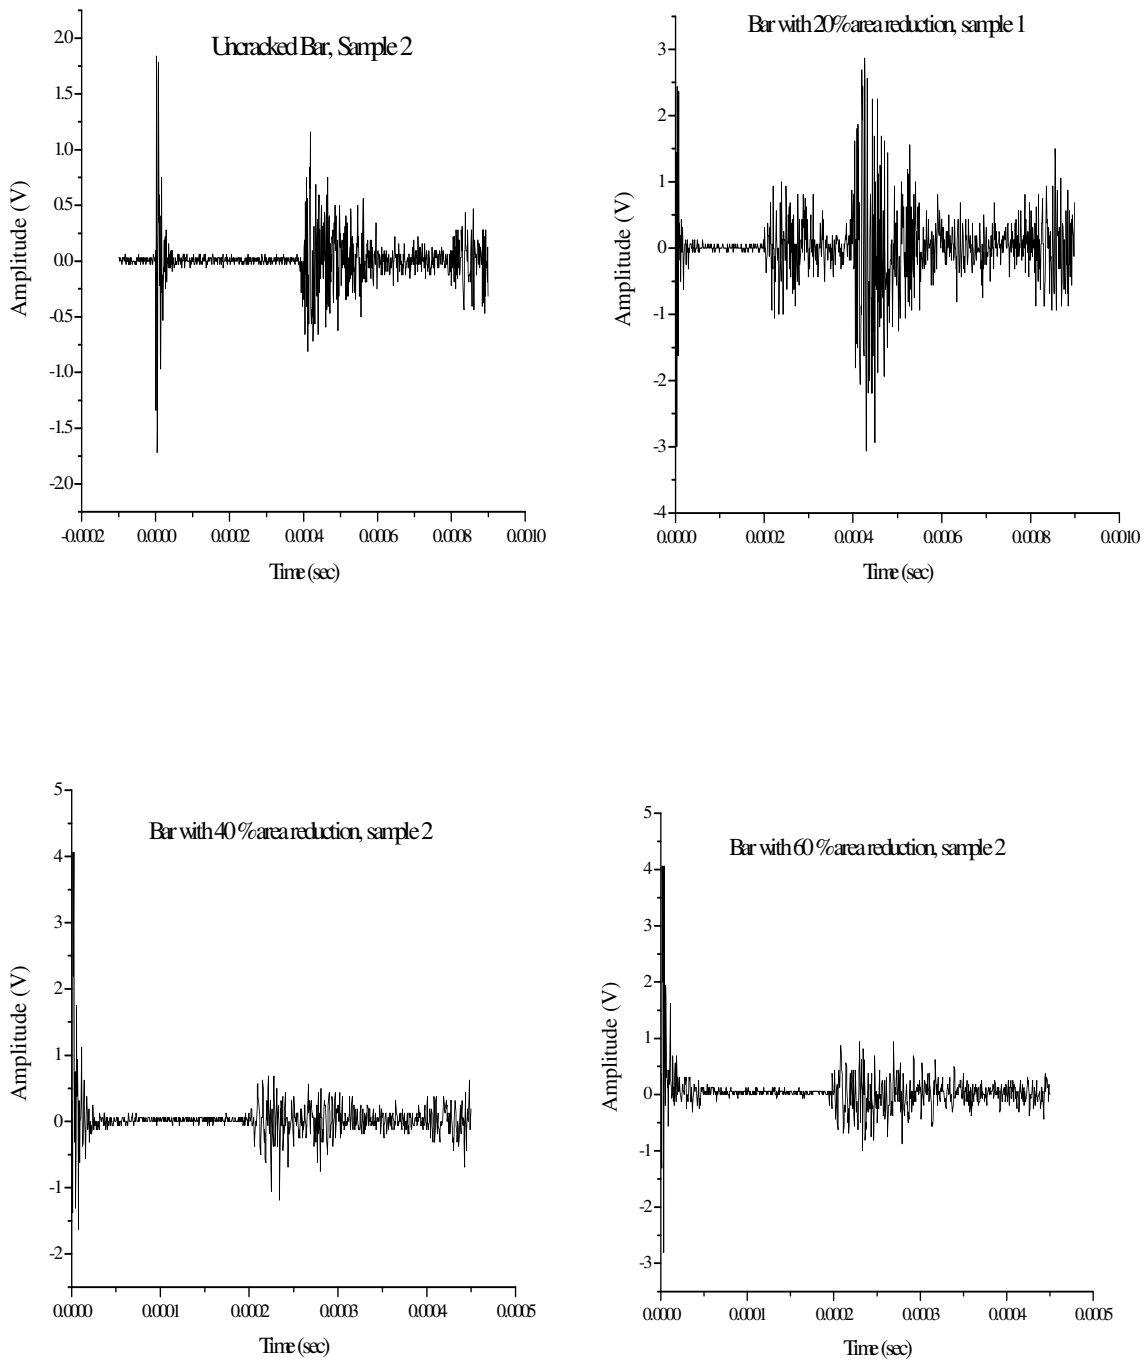 Uncracked Bar, Sample 2
Amplitude (V)
2.0
1.5
1.0
0.5
0.0
-0.5
-1.0
-1.5
-2.0
-0.0002 0.0000 0.0002 0.0004 0.0006 0.0008 0.0010
Time (sec)
Bar with 20% area reduction, sample 1
Amplitude (V)
3
2
1
0
-1
-2
-3
-4
0.0000 0.0002 0.0004 0.0006 0.0008 0.0010
Time (sec)
Bar with 40 % area reduction, sample 2
Amplitude (V)
5
4
3
2
1
0
-1
-2
0.0000 0.0001 0.0002 0.0003 0.0004 0.0005
Time (sec)
Bar with 60 % area reduction, sample 2
Amplitude (V)
5
4
3
2
1
0
-1
-2
-3
0.0000 0.0001 0.0002 0.0003 0.0004 0.0005
Time (sec)